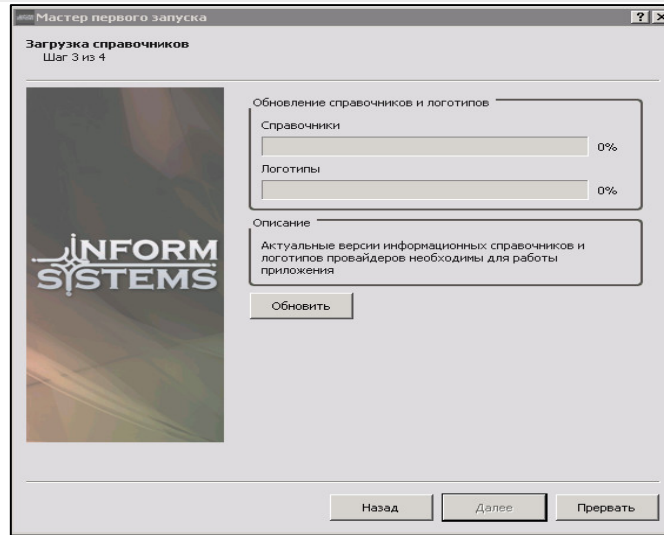 Мастер первого запуска
Загрузка справочников
Шаг 3 из 4
Обновление справочников и логотипов
Справочники
0%
Логотипы
0%
Описание
Актуальные версии информационных справочников и
логотипов провайдеров необходимы для работы
приложения
INFORM
SYSTEMS
Обновить
Назад
Далее
Прервать